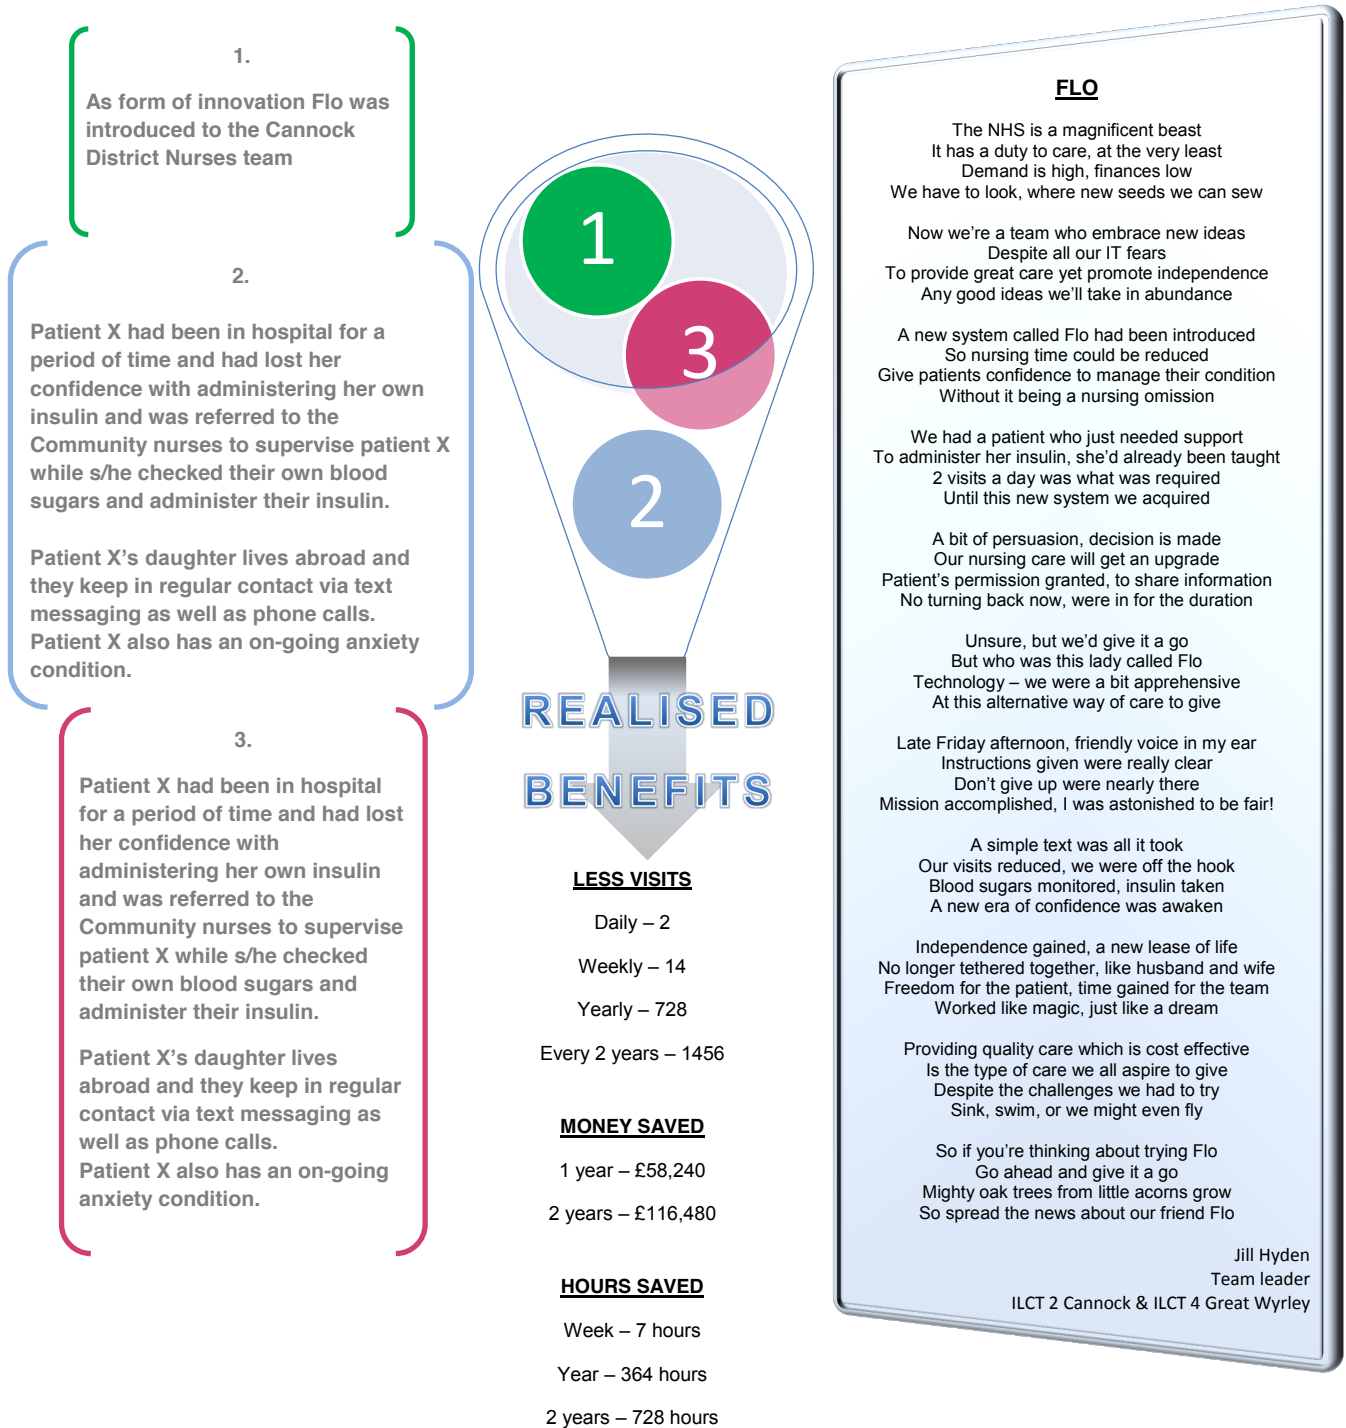 1.
As form of innovation Flo was
introduced to the Cannock
District Nurses team
2.
Patient X had been in hospital for a
period of time and had lost her
confidence with administering her own
insulin and was referred to the
Community nurses to supervise patient X
while s/he checked their own blood
sugars and administer their insulin.
Patient X's daughter lives abroad and
they keep in regular contact via text
messaging as well as phone calls.
Patient X also has an on-going anxiety
condition.
3.
Patient X had been in hospital
for a period of time and had lost
her confidence with
administering her own insulin
and was referred to the
Community nurses to supervise
patient X while s/he checked
their own blood sugars and
administer their insulin.
Patient X's daughter lives
abroad and they keep in regular
contact via text messaging as
well as phone calls.
Patient X also has an on-going
anxiety condition.
1
3
2
REALISED
BENEFITS
LESS VISITS
Daily – 2
Weekly – 14
Yearly – 728
Every 2 years – 1456
MONEY SAVED
1 year – £58,240
2 years – £116,480
HOURS SAVED
Week – 7 hours
Year – 364 hours
2 years – 728 hours
FLO
The NHS is a magnificent beast
It has a duty to care, at the very least
Demand is high, finances low
We have to look, where new seeds we can sew
Now we're a team who embrace new ideas
Despite all our IT fears
To provide great care yet promote independence
Any good ideas we'll take in abundance
A new system called Flo had been introduced
So nursing time could be reduced
Give patients confidence to manage their condition
Without it being a nursing omission
We had a patient who just needed support
To administer her insulin, she'd already been taught
2 visits a day was what was required
Until this new system we acquired
A bit of persuasion, decision is made
Our nursing care will get an upgrade
Patient's permission granted, to share information
No turning back now, were in for the duration
Unsure, but we'd give it a go
But who was this lady called Flo
Technology – we were a bit apprehensive
At this alternative way of care to give
Late Friday afternoon, friendly voice in my ear
Instructions given were really clear
Don't give up were nearly there
Mission accomplished, I was astonished to be fair!
A simple text was all it took
Our visits reduced, we were off the hook
Blood sugars monitored, insulin taken
A new era of confidence was awaken
Independence gained, a new lease of life
No longer tethered together, like husband and wife
Freedom for the patient, time gained for the team
Worked like magic, just like a dream
Providing quality care which is cost effective
Is the type of care we all aspire to give
Despite the challenges we had to try
Sink, swim, or we might even fly
So if you're thinking about trying Flo
Go ahead and give it a go
Mighty oak trees from little acorns grow
So spread the news about our friend Flo
Jill Hyden
Team leader
ILCT 2 Cannock & ILCT 4 Great Wyrley